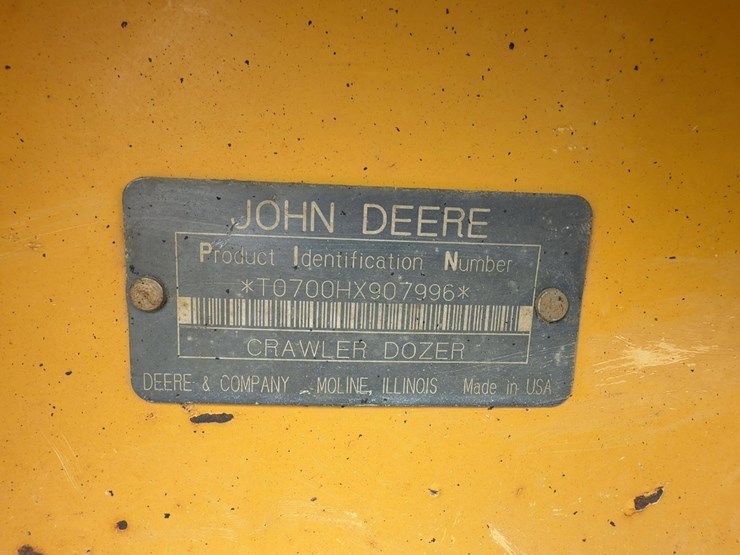 JOHN DEERE
Product Identification Number
*T0700HX907996*
CRAWLER DOZER
DEERE & COMPANY MOLINE, ILLINOIS Made in USA